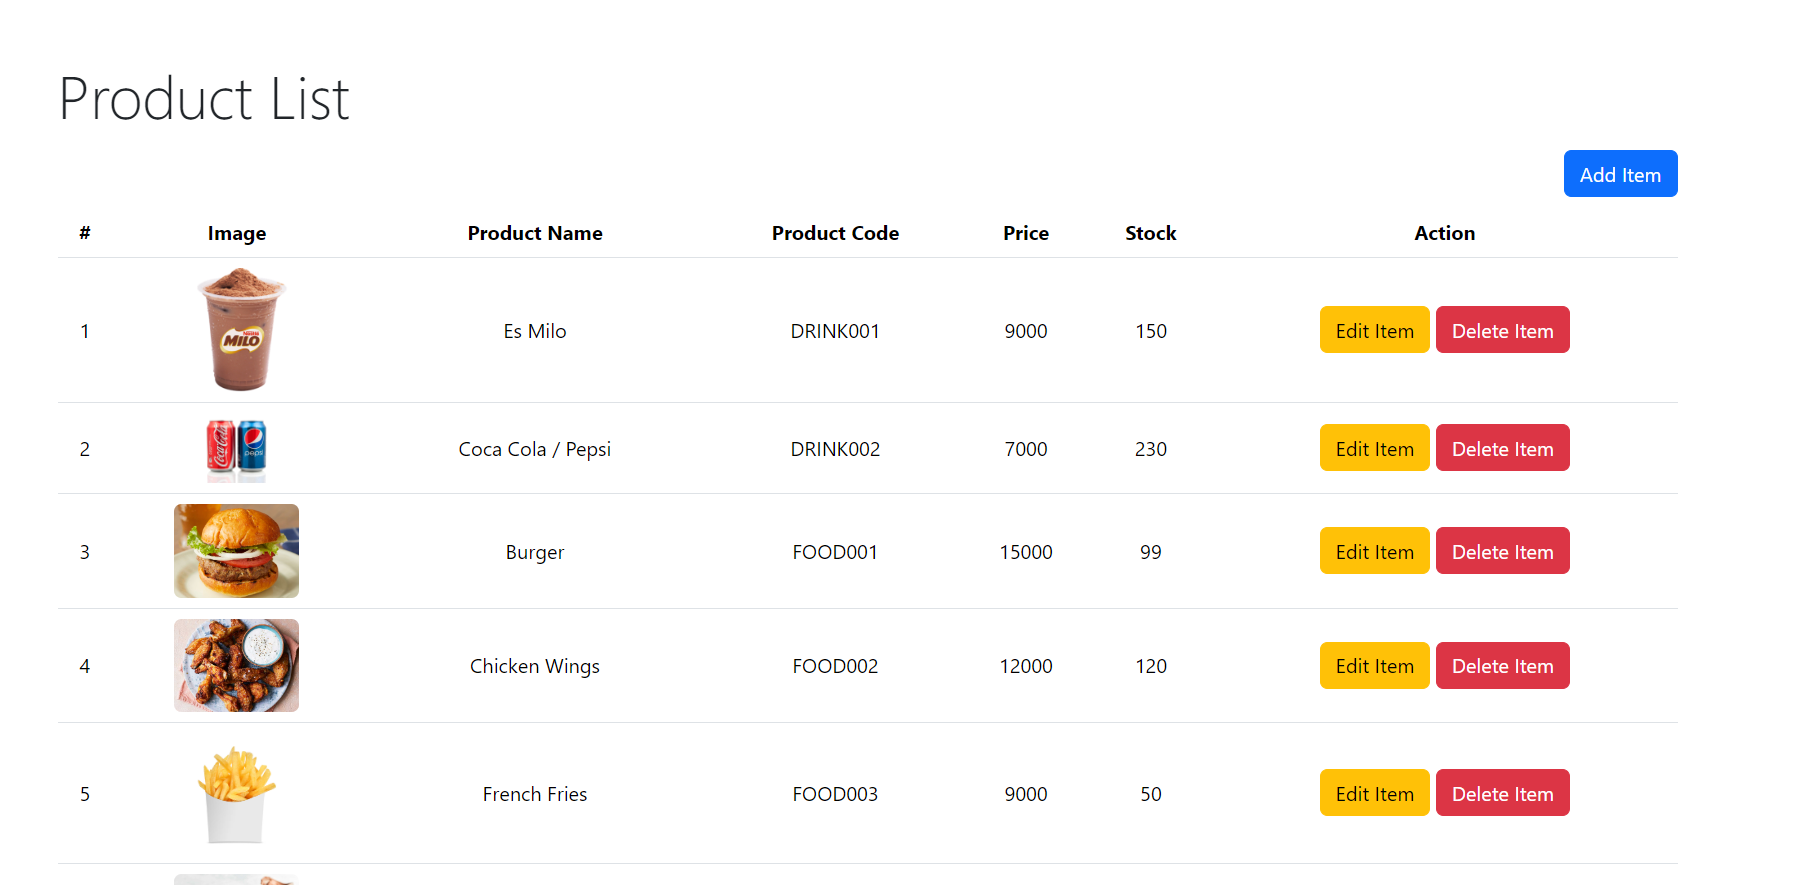 Product List
Add Item
# Image Product Name Product Code Price Stock Action
Nestlé
MILO
1 Es Milo DRINK001 9000 150 Edit Item Delete Item
Coca Cola
pepsi
2 Coca Cola / Pepsi DRINK002 7000 230 Edit Item Delete Item
3 Burger FOOD001 15000 99 Edit Item Delete Item
4 Chicken Wings FOOD002 12000 120 Edit Item Delete Item
5 French Fries FOOD003 9000 50 Edit Item Delete Item